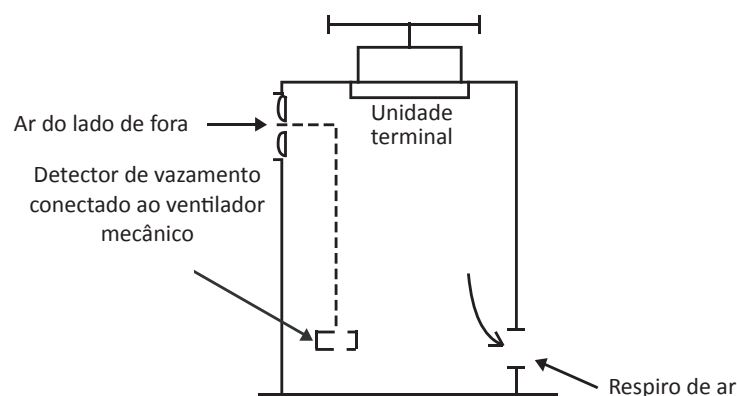 Unidade
terminal
Ar do lado de fora
Detector de vazamento
conectado ao ventilador
mecânico
Respiro de ar